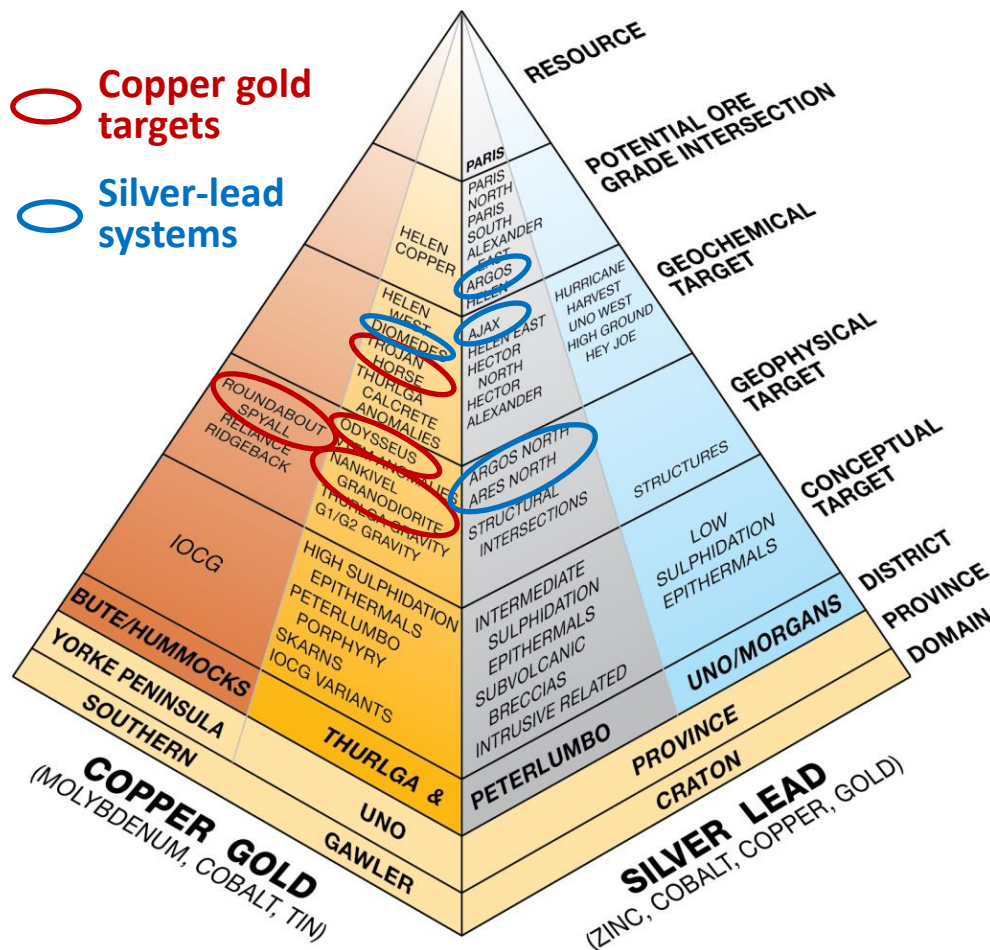 Copper gold
targets
Silver-lead
systems
RESOURCE
POTENTIAL ORE
GRADE INTERSECTION
GEOCHEMICAL
TARGET
GEOPHYSICAL
TARGET
CONCEPTUAL
TARGET
DISTRICT
PROVINCE
DOMAIN
HELEN
COPPER
HELEN
WEST
DIOMEDES
TROJAN
HORSE
THURLGA
CALCRETE
ANOMALIES
ROUNDABOUT
SPYALL
RELIANCE
RIDGEBACK
ODYSSEUS
ANOMALIES
NANKIVEL
GRANODIORITE
THURLGA GRAVITY
G1/G2 GRAVITY
IOCG
HIGH SULPHIDATION
EPITHERMALS
PETERLUMBO
PORPHYRY
SKARNS
IOCG VARIANTS
BUTE/HUMMOCKS
THURLGA &
YORKE PENINSULA
UNO
SOUTHERN
GAWLER
COPPER GOLD
(MOLYBDENUM, COBALT, TIN)
PARIS
PARIS
NORTH
PARIS
SOUTH
ALEXANDER
EAST
ARGOS
HELEN
AJAX
HELEN EAST
HECTOR
NORTH
HECTOR
ALEXANDER
HURRICANE
HARVEST
UNO WEST
HIGH GROUND
HEY JOE
ARGOS NORTH
ARES NORTH
STRUCTURAL
INTERSECTIONS
STRUCTURES
INTERMEDIATE
SULPHIDATION
EPITHERMALS
SUBVOLCANIC
BRECCIAS
INTRUSIVE RELATED
LOW
SULPHIDATION
EPITHERMALS
PETERLUMBO
UNO/MORGANS
PROVINCE
CRATON
SILVER LEAD
(ZINC, COBALT, COPPER, GOLD)